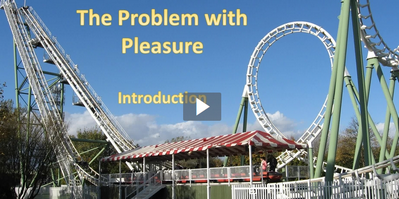 The Problem with
Pleasure
Introduction